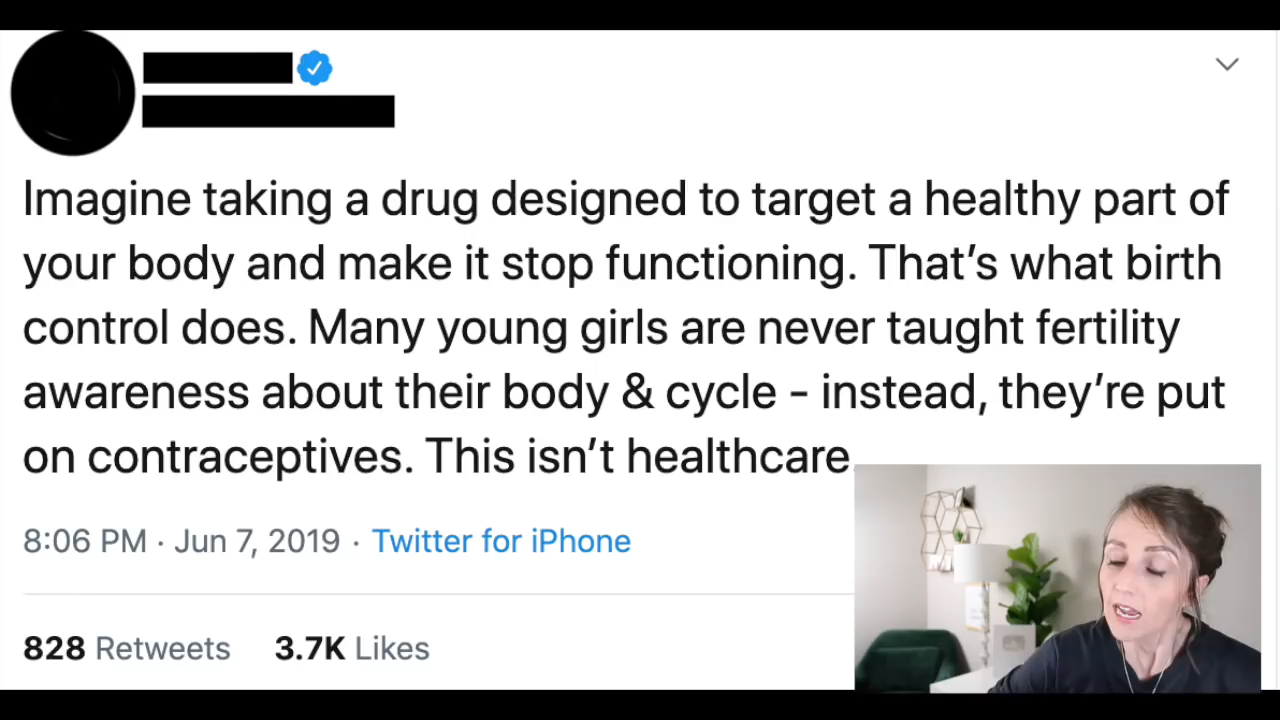 Imagine taking a drug designed to target a healthy part of
your body and make it stop functioning. That’s what birth
control does. Many young girls are never taught fertility
awareness about their body & cycle - instead, they’re put
on contraceptives. This isn’t healthcare.
8:06 PM · Jun 7, 2019 · Twitter for iPhone
828 Retweets 3.7K Likes